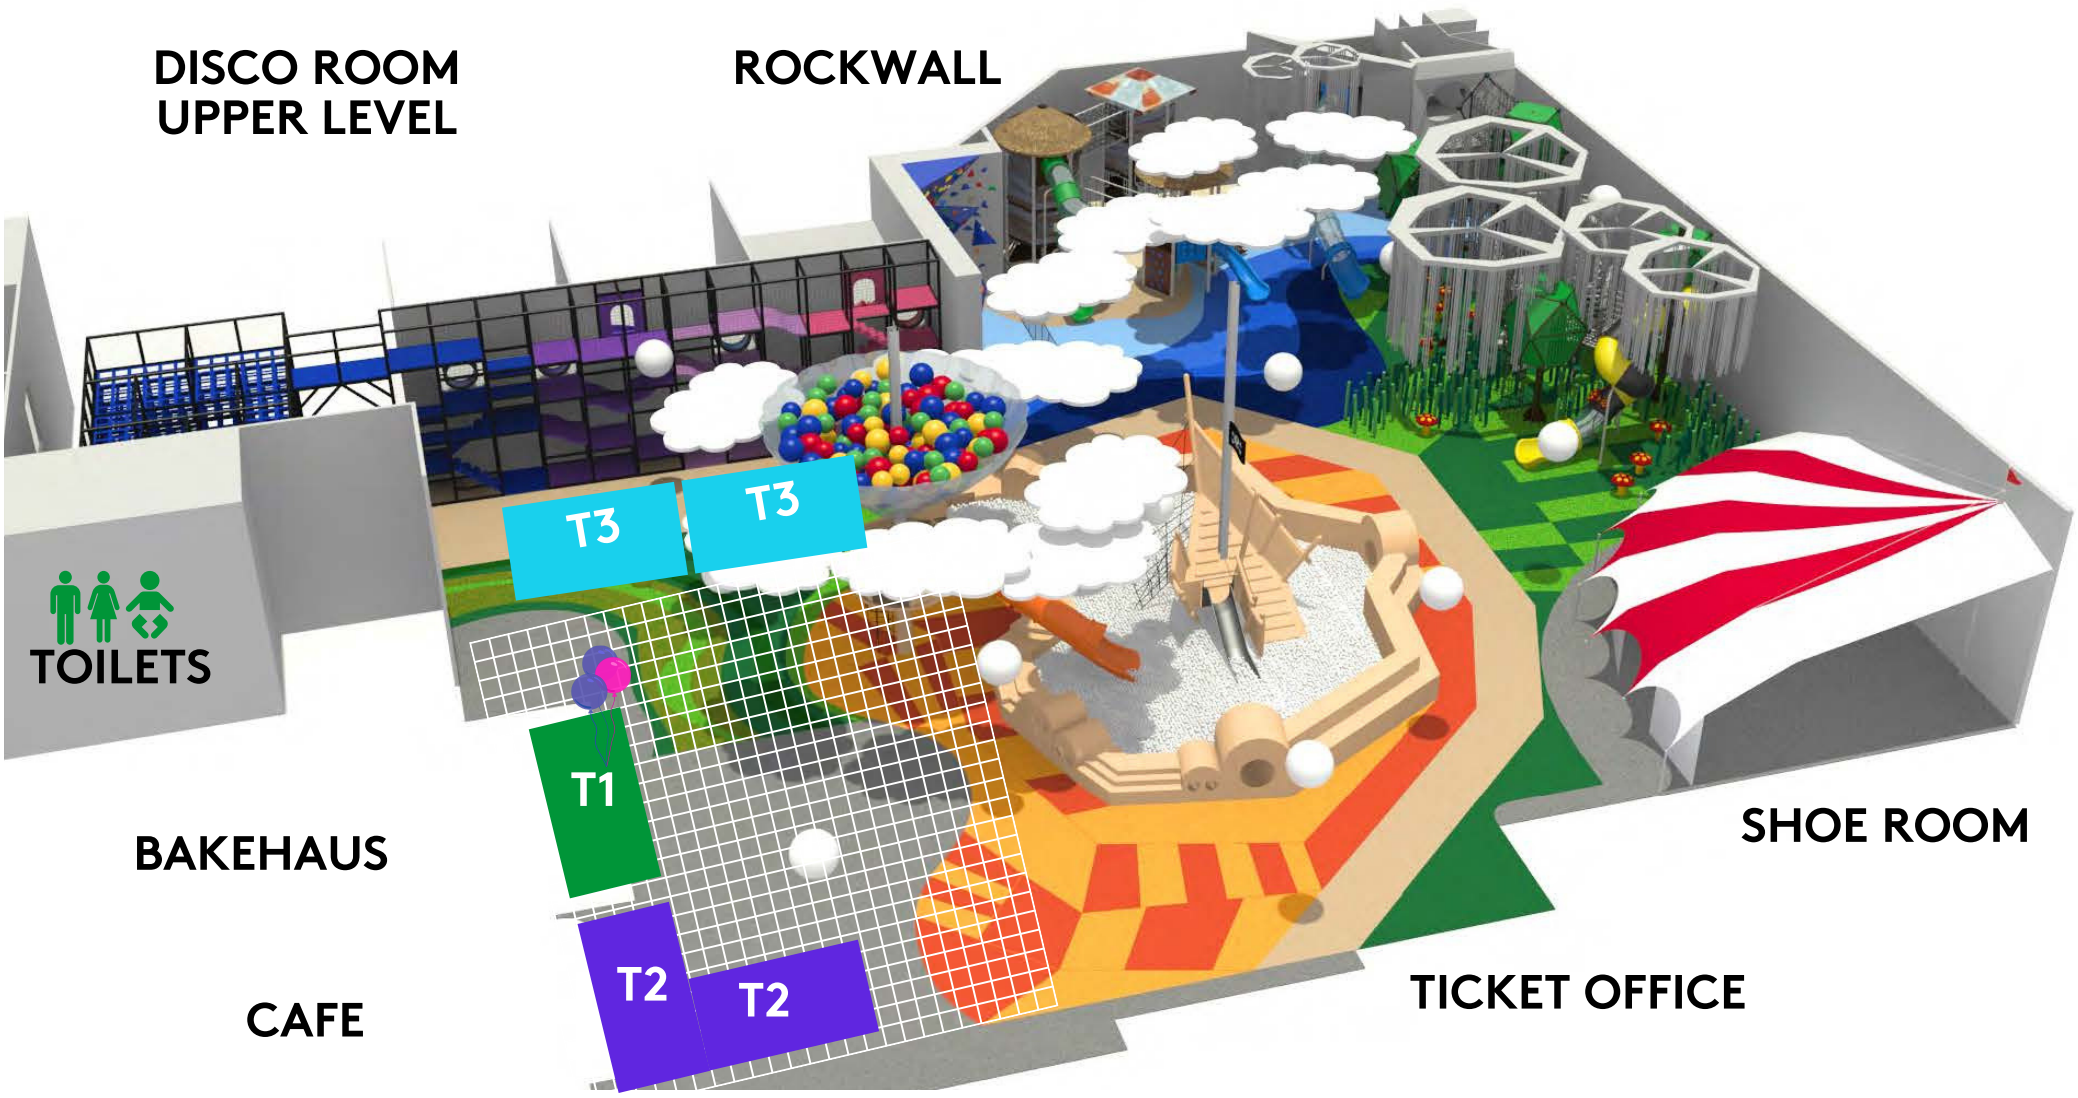 DISCO ROOM
UPPER LEVEL
ROCKWALL
T3
T3
TOILETS
T1
BAKEHAUS
SHOE ROOM
T2
T2
CAFE
TICKET OFFICE